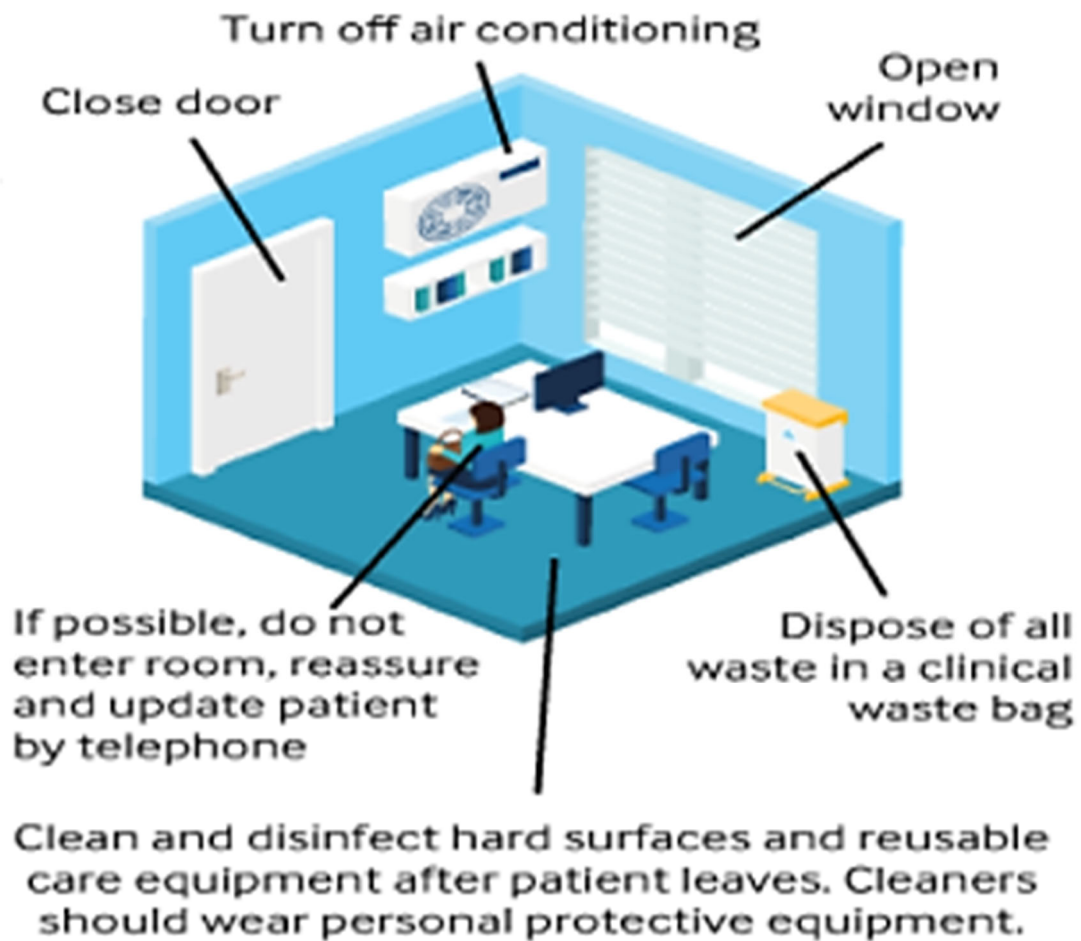 Turn off air conditioning
Close door
Open
window
If possible, do not
enter room, reassure
and update patient
by telephone
Dispose of all
waste in a clinical
waste bag
Clean and disinfect hard surfaces and reusable
care equipment after patient leaves. Cleaners
should wear personal protective equipment.